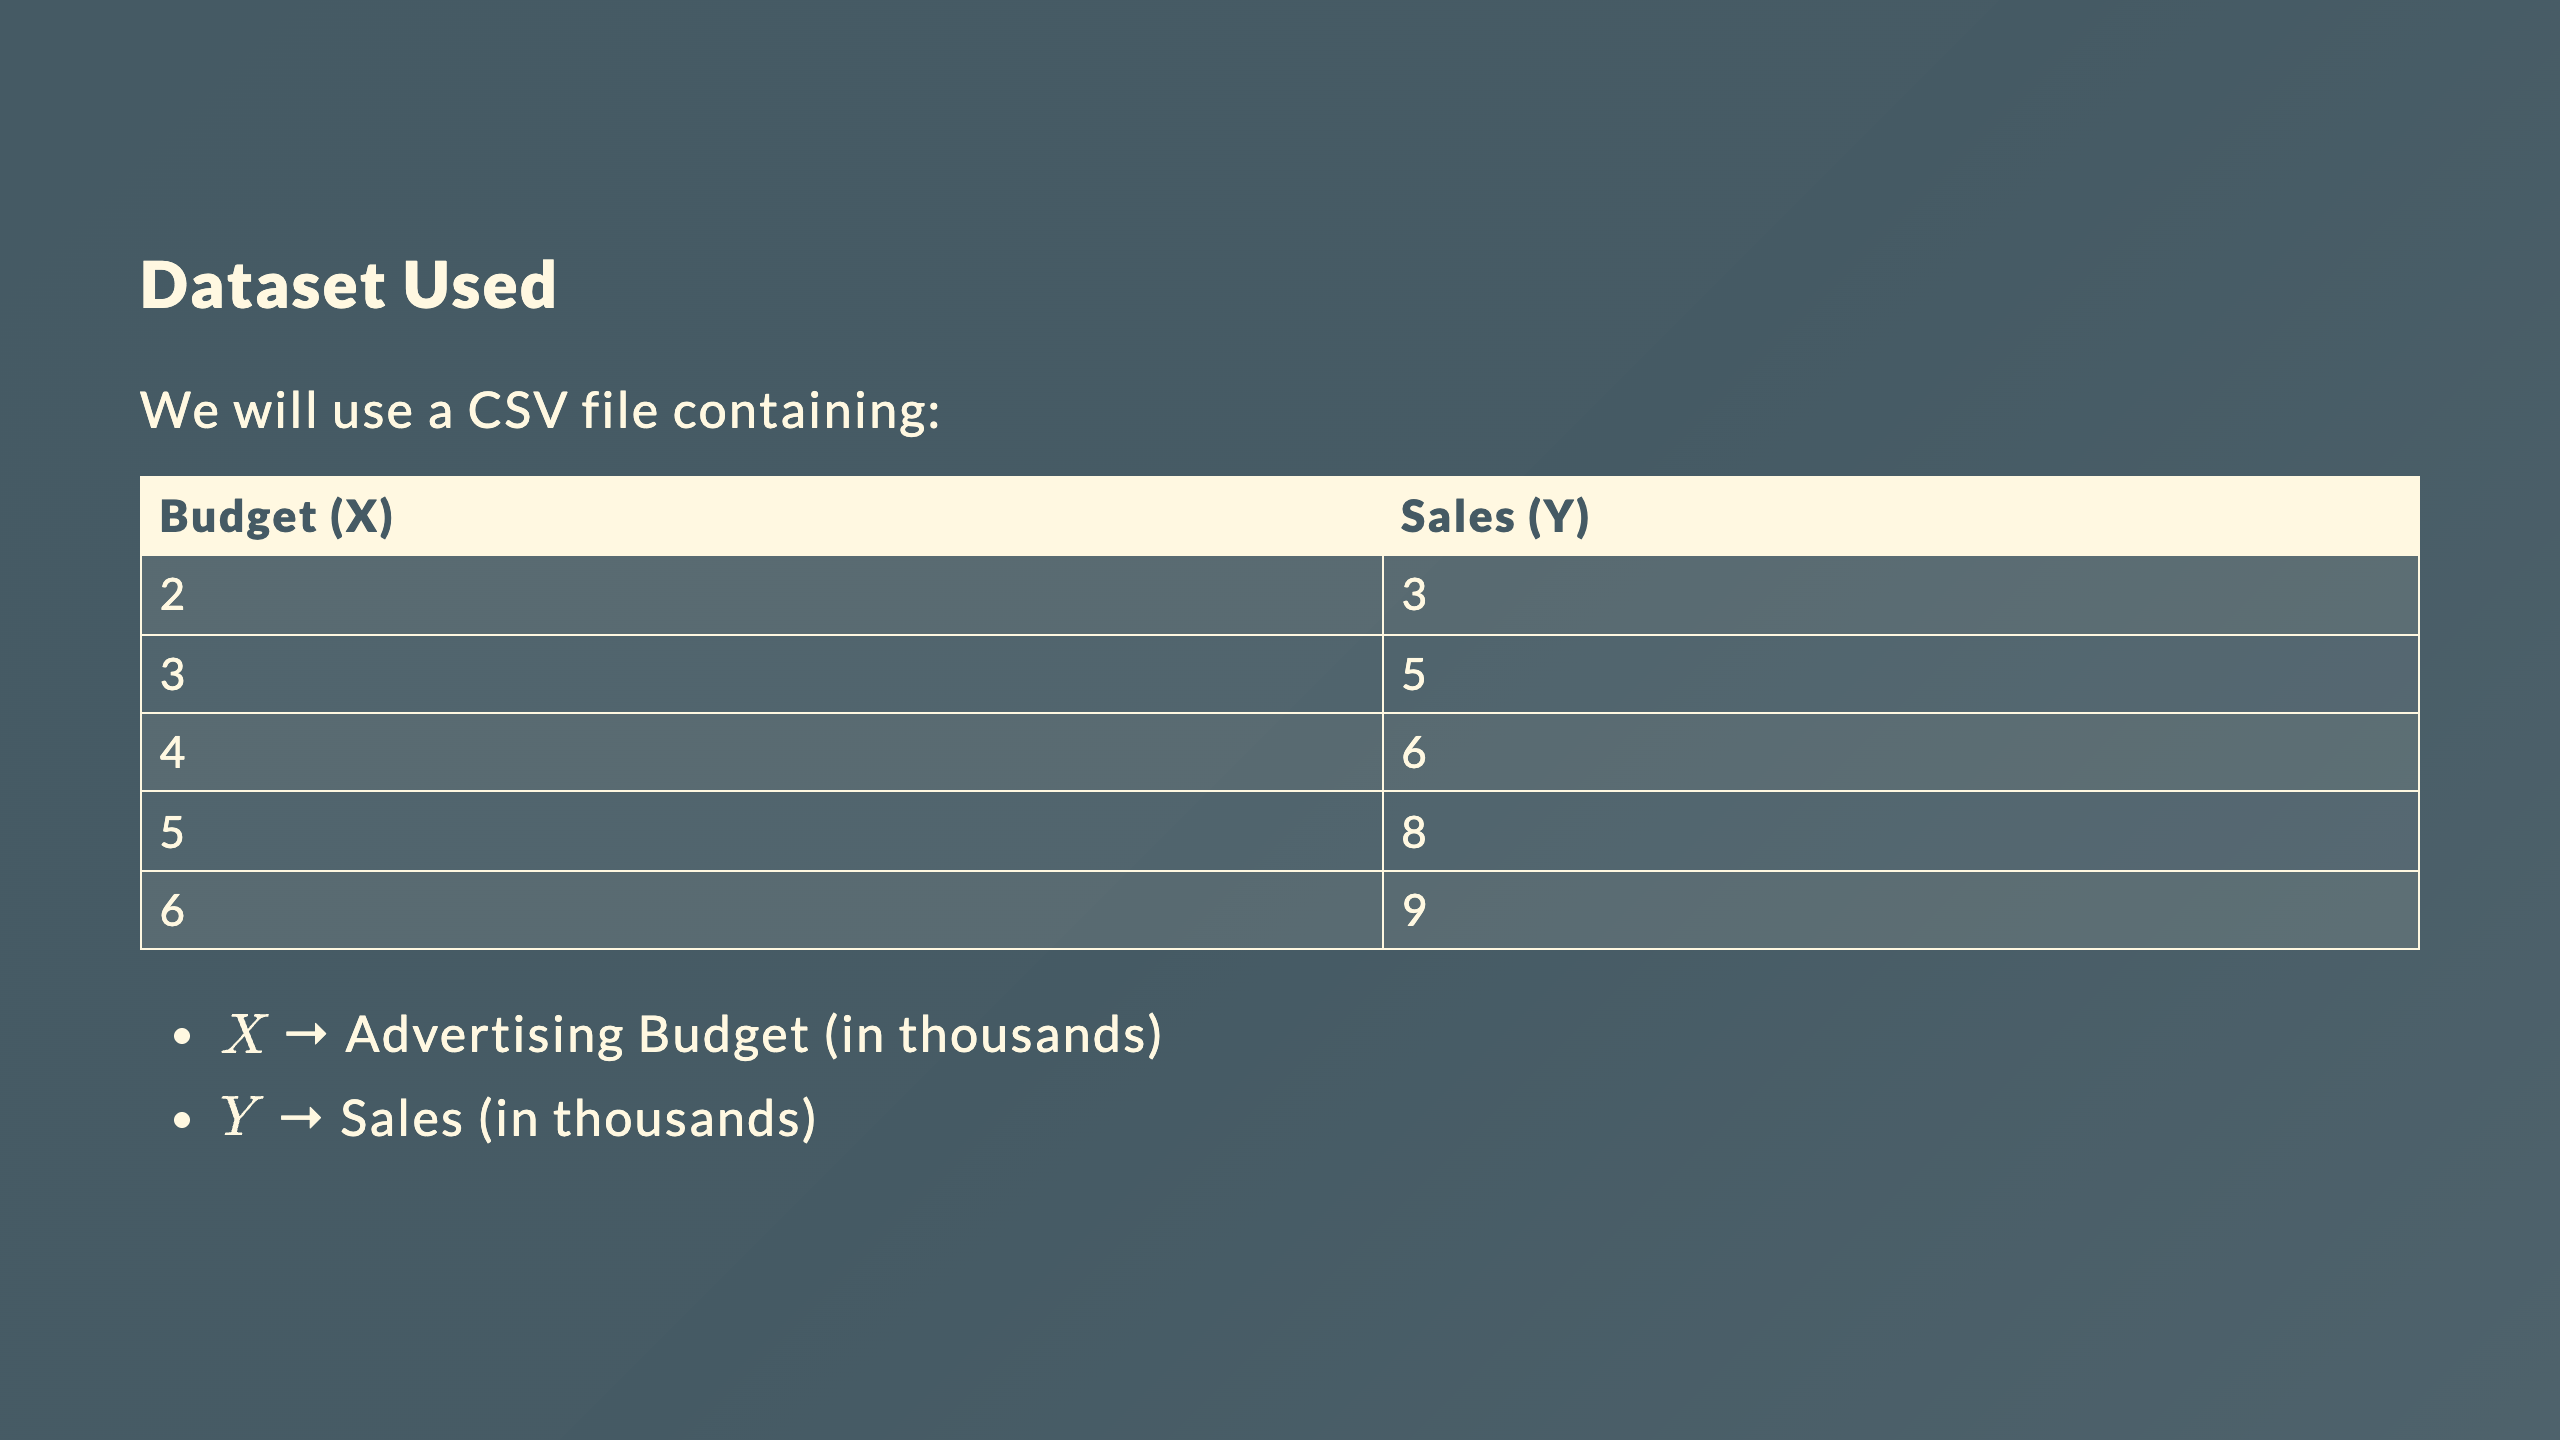 Dataset Used
We will use a CSV file containing:
Budget (X) Sales (Y)
2 3
3 5
4 6
5 8
6 9
• X → Advertising Budget (in thousands)
• Y → Sales (in thousands)